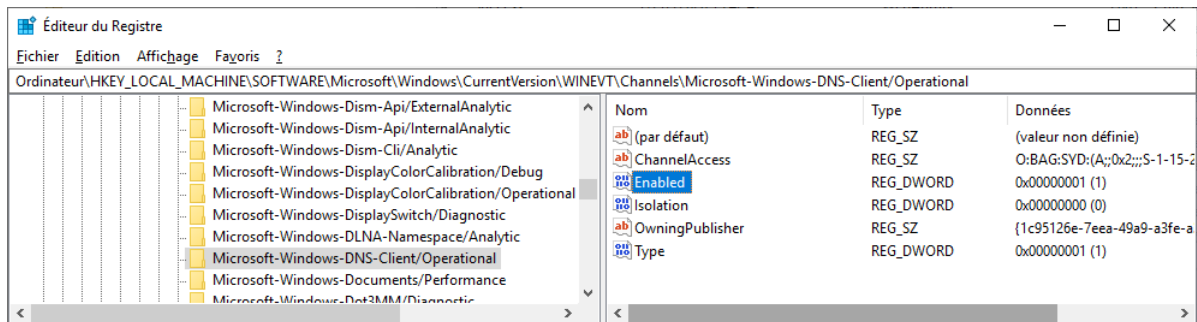 Éditeur du Registre
Fichier Edition Affichage Favoris ?
Ordinateur\HKEY_LOCAL_MACHINE\SOFTWARE\Microsoft\Windows\CurrentVersion\WINEVT\Channels\Microsoft-Windows-DNS-Client/Operational
Microsoft-Windows-Dism-Api/ExternalAnalytic
Microsoft-Windows-Dism-Api/InternalAnalytic
Microsoft-Windows-Dism-Cli/Analytic
Microsoft-Windows-DisplayColorCalibration/Debug
Microsoft-Windows-DisplayColorCalibration/Operational
Microsoft-Windows-DisplaySwitch/Diagnostic
Microsoft-Windows-DLNA-Namespace/Analytic
Microsoft-Windows-DNS-Client/Operational
Microsoft-Windows-Documents/Performance
Microsoft-Windows-Dot3MM/Diagnostic
Nom Type Données
(par défaut) REG_SZ (valeur non définie)
ChannelAccess REG_SZ O:BAG:SYD:(A;;0x2;;;S-1-15-2
Enabled REG_DWORD 0x00000001 (1)
Isolation REG_DWORD 0x00000000 (0)
OwningPublisher REG_SZ {1c95126e-7eea-49a9-a3fe-a
Type REG_DWORD 0x00000001 (1)